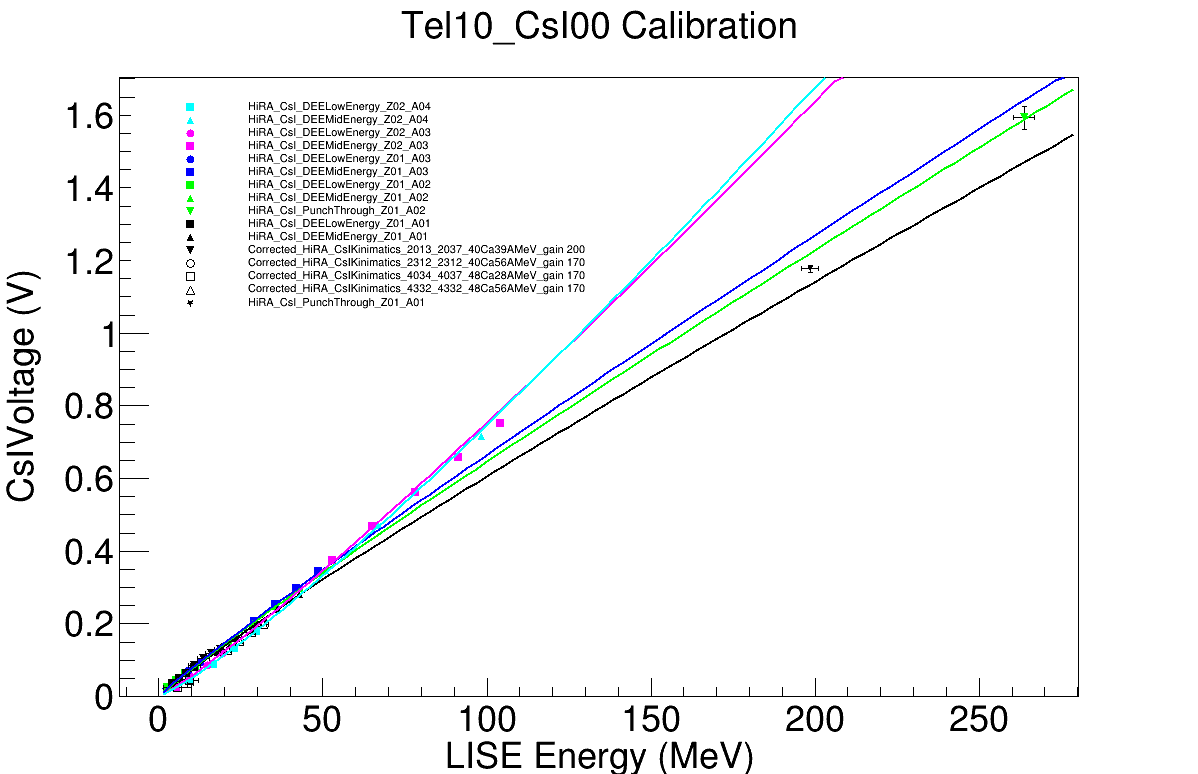 Tel10_CsI00 Calibration
HiRA_CsI_DEELowEnergy_Z02_A04
HiRA_CsI_DEEMidEnergy_Z02_A04
HiRA_CsI_DEELowEnergy_Z02_A03
HiRA_CsI_DEEMidEnergy_Z02_A03
HiRA_CsI_DEELowEnergy_Z01_A03
HiRA_CsI_DEEMidEnergy_Z01_A03
HiRA_CsI_DEELowEnergy_Z01_A02
HiRA_CsI_DEEMidEnergy_Z01_A02
HiRA_CsI_PunchThrough_Z01_A02
HiRA_CsI_DEELowEnergy_Z01_A01
HiRA_CsI_DEEMidEnergy_Z01_A01
Corrected_HiRA_CsIKinimatics_2013_2037_40Ca39AMeV_gain 200
Corrected_HiRA_CsIKinimatics_2312_2312_40Ca56AMeV_gain 170
Corrected_HiRA_CsIKinimatics_4034_4037_48Ca28AMeV_gain 170
Corrected_HiRA_CsIKinimatics_4332_4332_48Ca56AMeV_gain 170
HiRA_CsI_PunchThrough_Z01_A01
CsIVoltage (V)
1.6
1.4
1.2
1
0.8
0.6
0.4
0.2
0
0 50 100 150 200 250
LISE Energy (MeV)